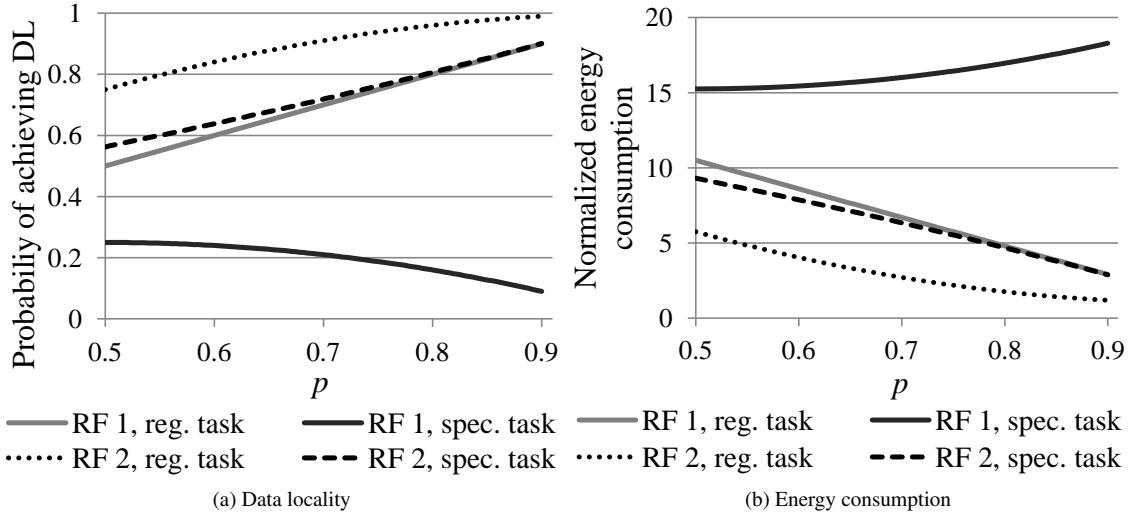 Probability of achieving DL
1
0.8
0.6
0.4
0.2
0
0.5 0.6 0.7 0.8 0.9
p
RF 1, reg. task RF 1, spec. task
RF 2, reg. task RF 2, spec. task
(a) Data locality
Normalized energy
consumption
20
15
10
5
0
0.5 0.6 0.7 0.8 0.9
p
RF 1, reg. task RF 1, spec. task
RF 2, reg. task RF 2, spec. task
(b) Energy consumption